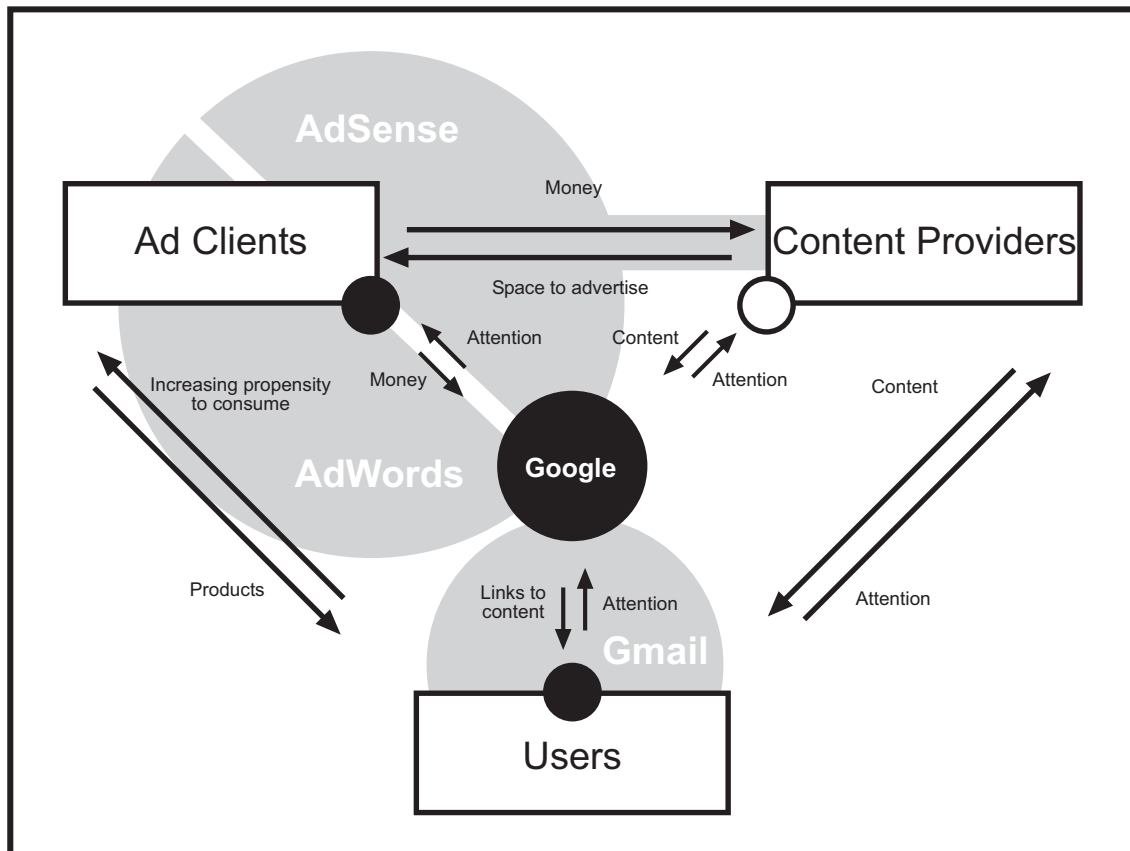 AdSense
Money
Ad Clients
Content Providers
Space to advertise
Attention
Content
Money
Attention
Increasing propensity
to consume
Content
AdWords
Google
Products
Links to
content
Attention
Attention
Gmail
Users